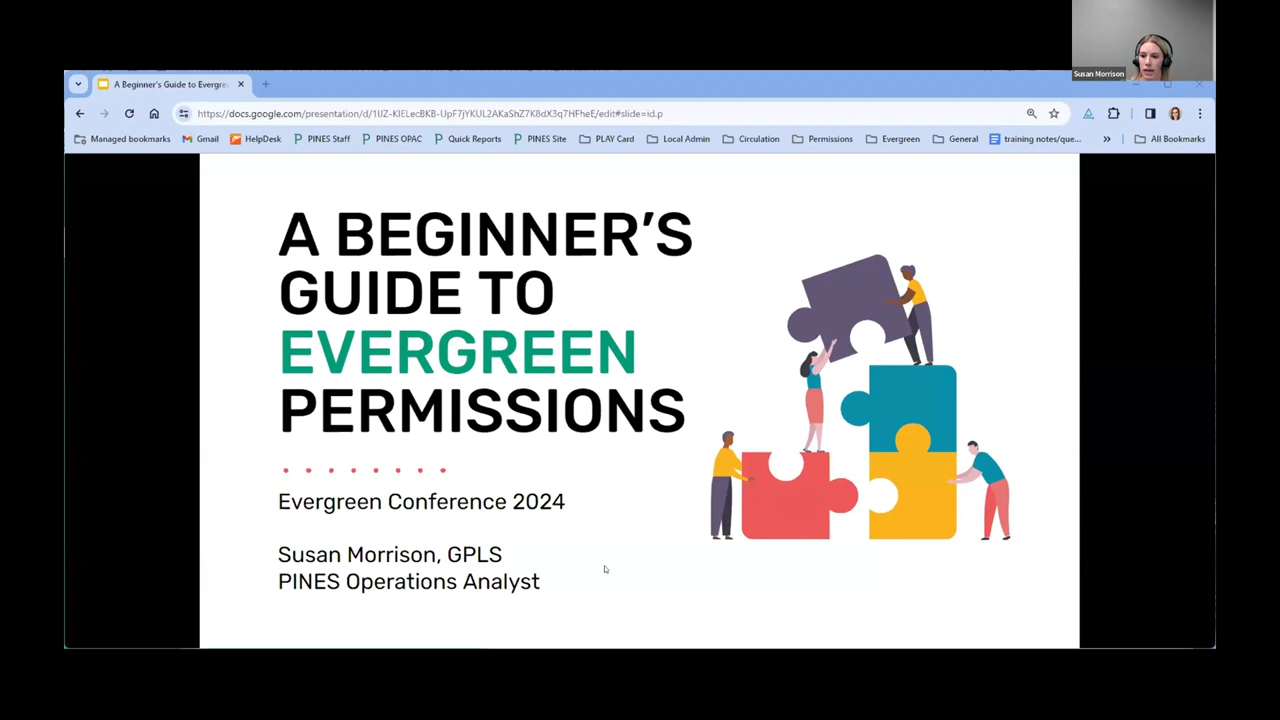 Susan Morrison
A Beginner's Guide to Evergre
https://docs.google.com/presentation/d/1IJZ-KlELecBKB-UpF7jYKUL2AKaShZ7K8dX3q7HFheE/edit#slide=id.p
Managed bookmarks Gmail HelpDesk PINES Staff PINES OPAC Quick Reports PINES Site PLAY Card Local Admin Circulation Permissions Evergreen General training notes/que... All Bookmarks
A BEGINNER'S
GUIDE TO
EVERGREEN
PERMISSIONS
Evergreen Conference 2024
Susan Morrison, GPLS
PINES Operations Analyst